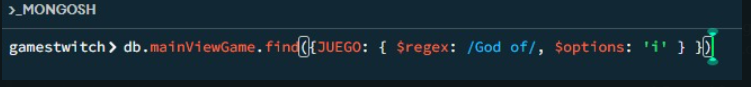 >_MONGOSH
gamestwitch> db.mainViewGame.find({JUEGO: { $regex: /God of/, $options: 'i' } })